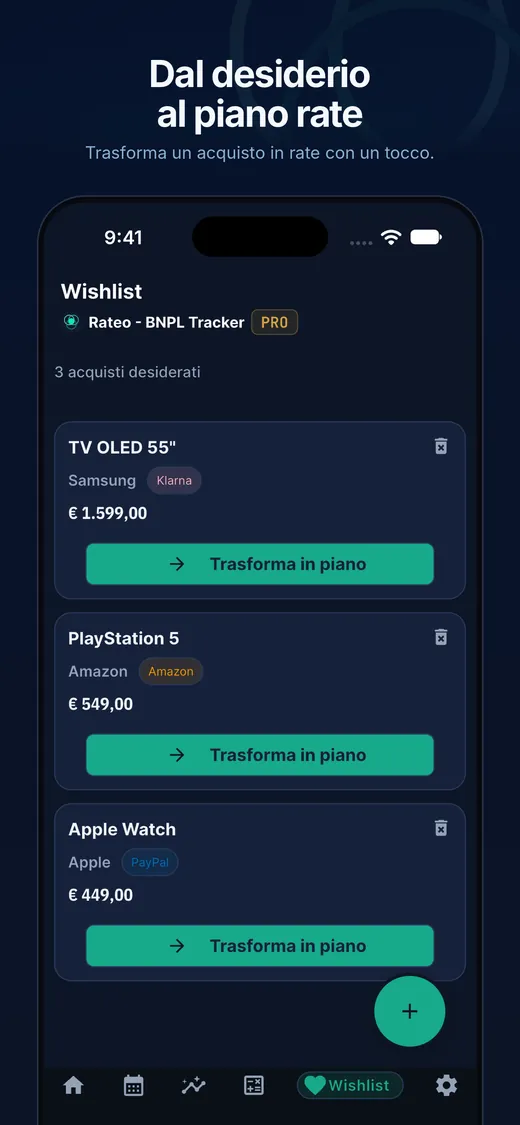 Dal desiderio
al piano rate
Trasforma un acquisto in rate con un tocco.
9:41
Wishlist
Rateo - BNPL Tracker PRO
3 acquisti desiderati
TV OLED 55"
Samsung Klarna
€ 1.599,00
→ Trasforma in piano
PlayStation 5
Amazon Amazon
€ 549,00
→ Trasforma in piano
Apple Watch
Apple PayPal
€ 449,00
→ Trasforma in piano
+
Wishlist